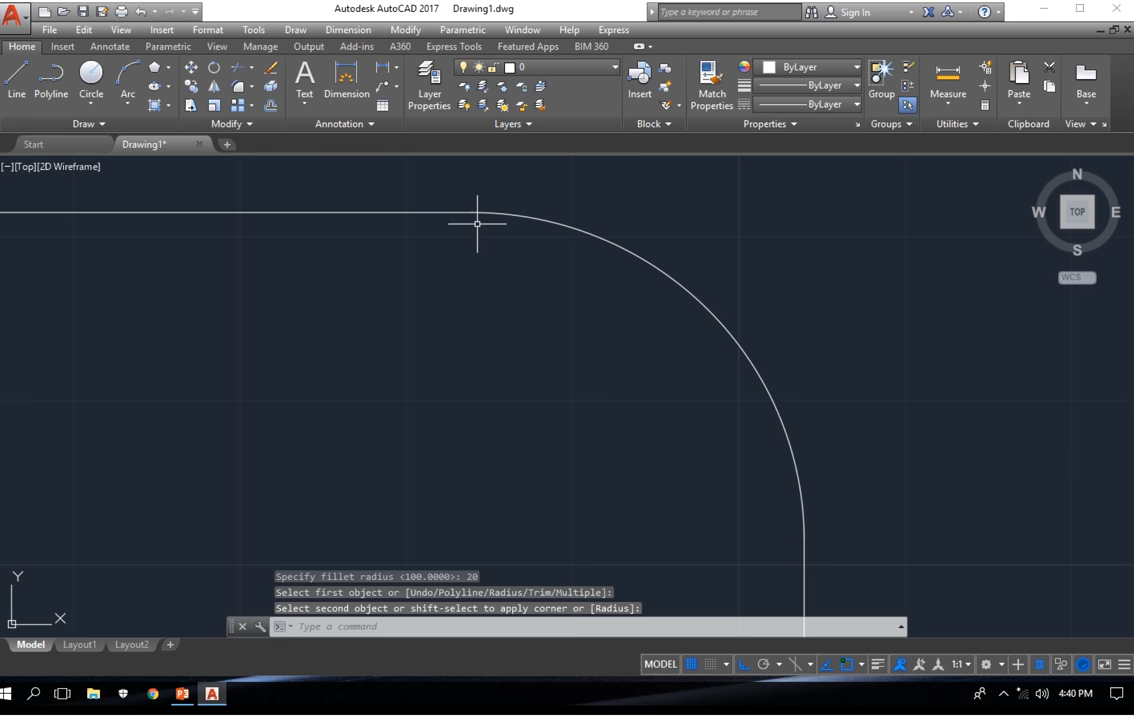 Autodesk AutoCAD 2017 Drawing1.dwg
Type a keyword or phrase
Sign In
File Edit View Insert Format Tools Draw Dimension Modify Parametric Window Help Express
Home Insert Annotate Parametric View Manage Output Add-ins A360 Express Tools Featured Apps BIM 360
0 ByLayer
ByLayer
ByLayer
Line Polyline Circle Arc Text Dimension Layer Properties Insert Match Properties Group Measure Paste Base
Draw Modify Annotation Layers Block Properties Groups Utilities Clipboard View
Start Drawing1*
[−][Top][2D Wireframe]
N
W TOP E
S
WCS
Y
X
Specify fillet radius <100.0000>: 20
Select first object or [Undo/Polyline/Radius/Trim/Multiple]:
Select second object or shift-select to apply corner or [Radius]:
Type a command
Model Layout1 Layout2
MODEL 1:1
4:40 PM